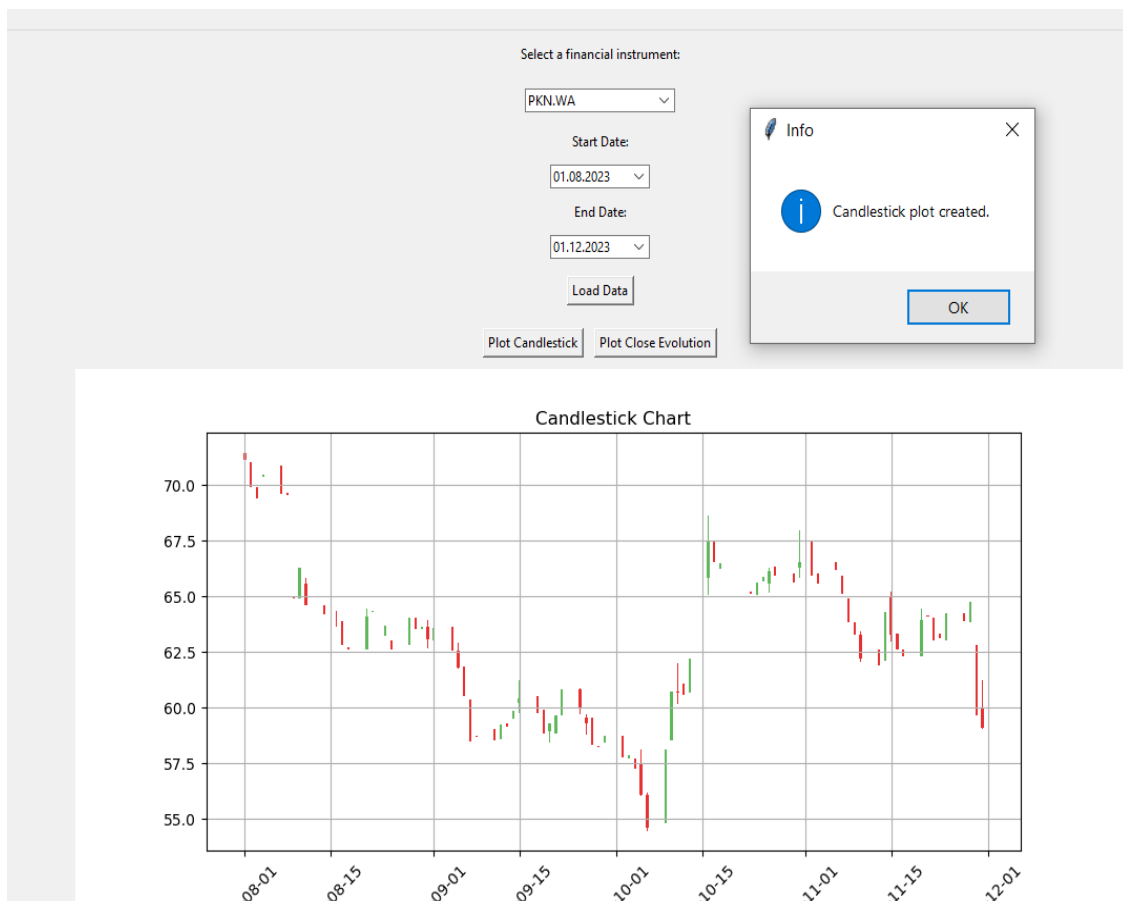 Select a financial instrument:
PKN.WA
Start Date:
01.08.2023
End Date:
01.12.2023
Load Data
Plot Candlestick Plot Close Evolution
Info
Candlestick plot created.
OK
Candlestick Chart
70.0
67.5
65.0
62.5
60.0
57.5
55.0
08-01 08-15 09-01 09-15 10-01 10-15 11-01 11-15 12-01